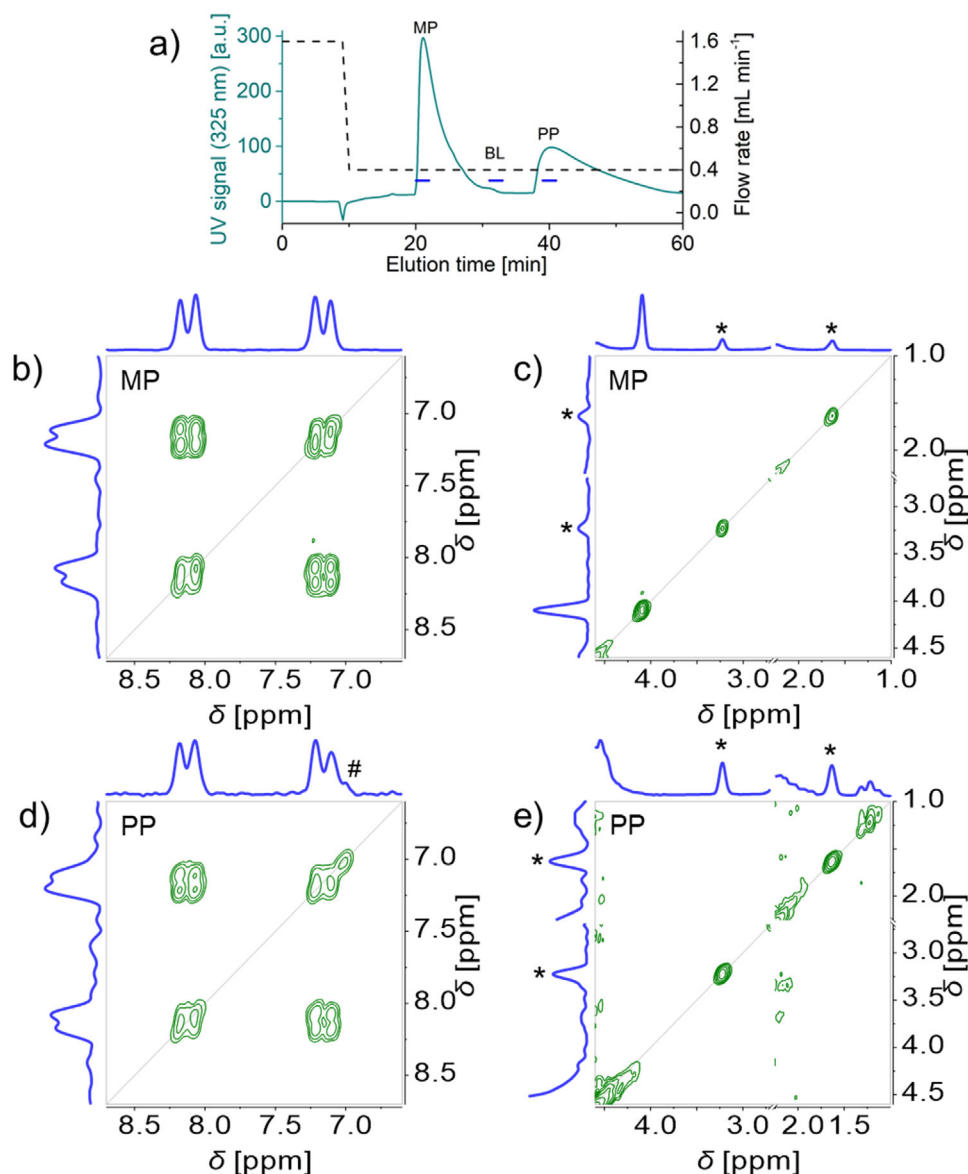 a)
UV signal (325 nm) [a.u.]
300
200
100
0
MP
BL
PP
1.6
1.2
0.8
0.4
0.0
Flow rate [mL min-1]
0 20 40 60
Elution time [min]
b)
MP
7.0
7.5
8.0
8.5
δ [ppm]
8.5 8.0 7.5 7.0
δ [ppm]
c)
* *
*
*
MP
1.0
2.0
3.0
3.5
4.0
4.5
δ [ppm]
4.0 3.0 2.0 1.0
δ [ppm]
d)
#
PP
7.0
7.5
8.0
8.5
δ [ppm]
8.5 8.0 7.5 7.0
δ [ppm]
e)
* *
*
*
PP
1.0
2.0
3.0
3.5
4.0
4.5
δ [ppm]
4.0 3.0 2.0 1.5
δ [ppm]